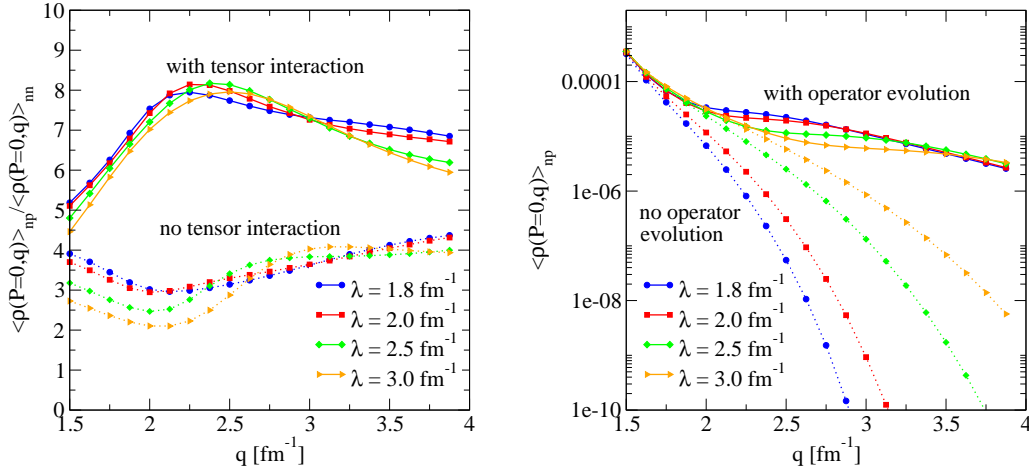 <ρ(P=0,q)>np/<ρ(P=0,q)>nn
10
9
8
7
6
5
4
3
2
1
0
with tensor interaction
no tensor interaction
λ = 1.8 fm-1
λ = 2.0 fm-1
λ = 2.5 fm-1
λ = 3.0 fm-1
1.5 2 2.5 3 3.5 4
q [fm-1]
<ρ(P=0,q)>np
0.0001
1e-06
1e-08
1e-10
with operator evolution
no operator
evolution
λ = 1.8 fm-1
λ = 2.0 fm-1
λ = 2.5 fm-1
λ = 3.0 fm-1
1.5 2 2.5 3 3.5 4
q [fm-1]